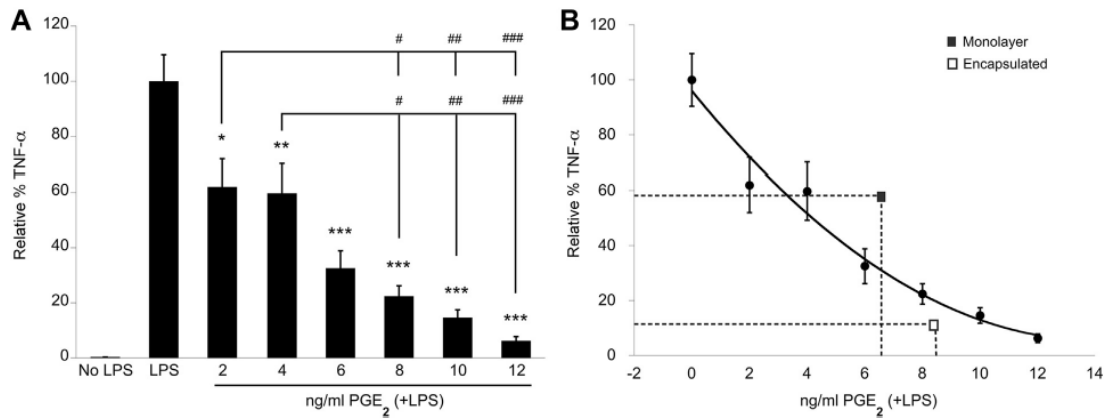 A
120
100
80
60
40
20
0
Relative % TNF-α
# ## ###
# ## ###
* ** *** *** *** ***
No LPS LPS 2 4 6 8 10 12
ng/ml PGE2 (+LPS)
B
Monolayer
Encapsulated
120
100
80
60
40
20
0
Relative % TNF-α
-2 0 2 4 6 8 10 12 14
ng/ml PGE2 (+LPS)